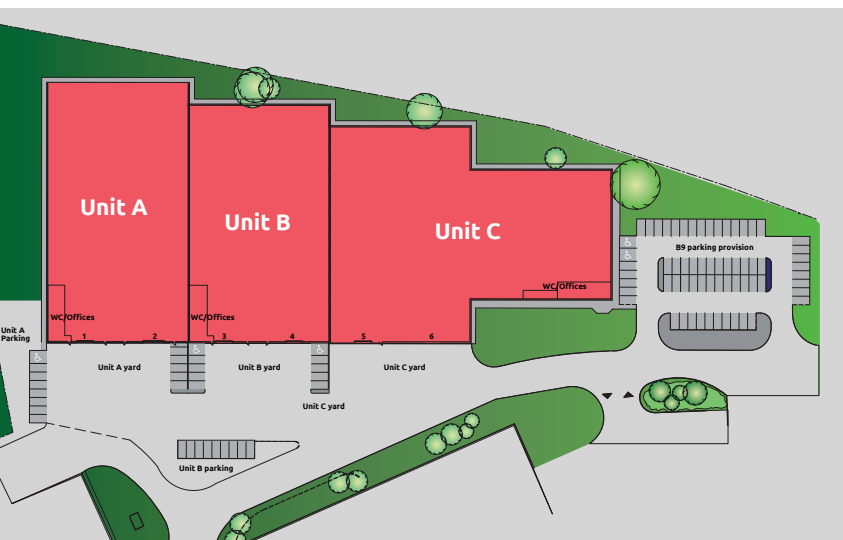 Unit A
Unit B
Unit C
B9 parking provision
WC/Offices
WC/Offices
WC/Offices
Unit A
Parking
1
2
3
4
5
6
Unit A yard
Unit B yard
Unit C yard
Unit C yard
Unit B parking